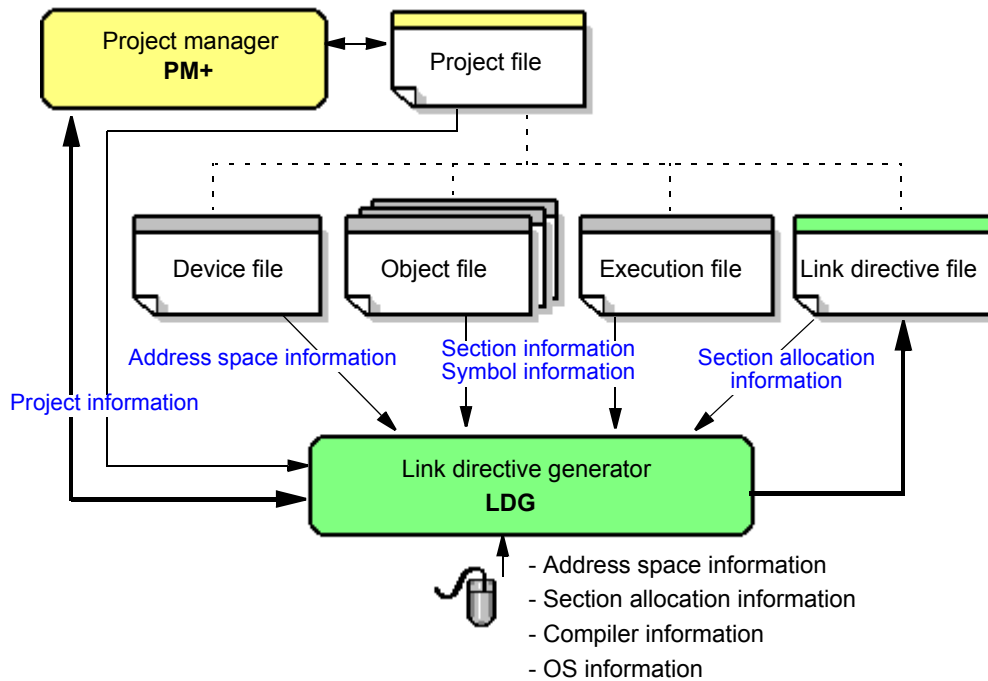 Project manager
PM+
Project file
Device file
Object file
Execution file
Link directive file
Address space information
Section information
Symbol information
Section allocation
information
Project information
Link directive generator
LDG
- Address space information
- Section allocation information
- Compiler information
- OS information